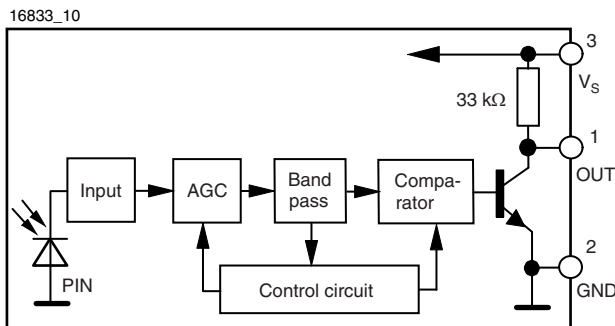 16833_10
3
V_S
33 kΩ
1
OUT
Input
AGC
Band
pass
Compa-
rator
2
GND
PIN
Control circuit